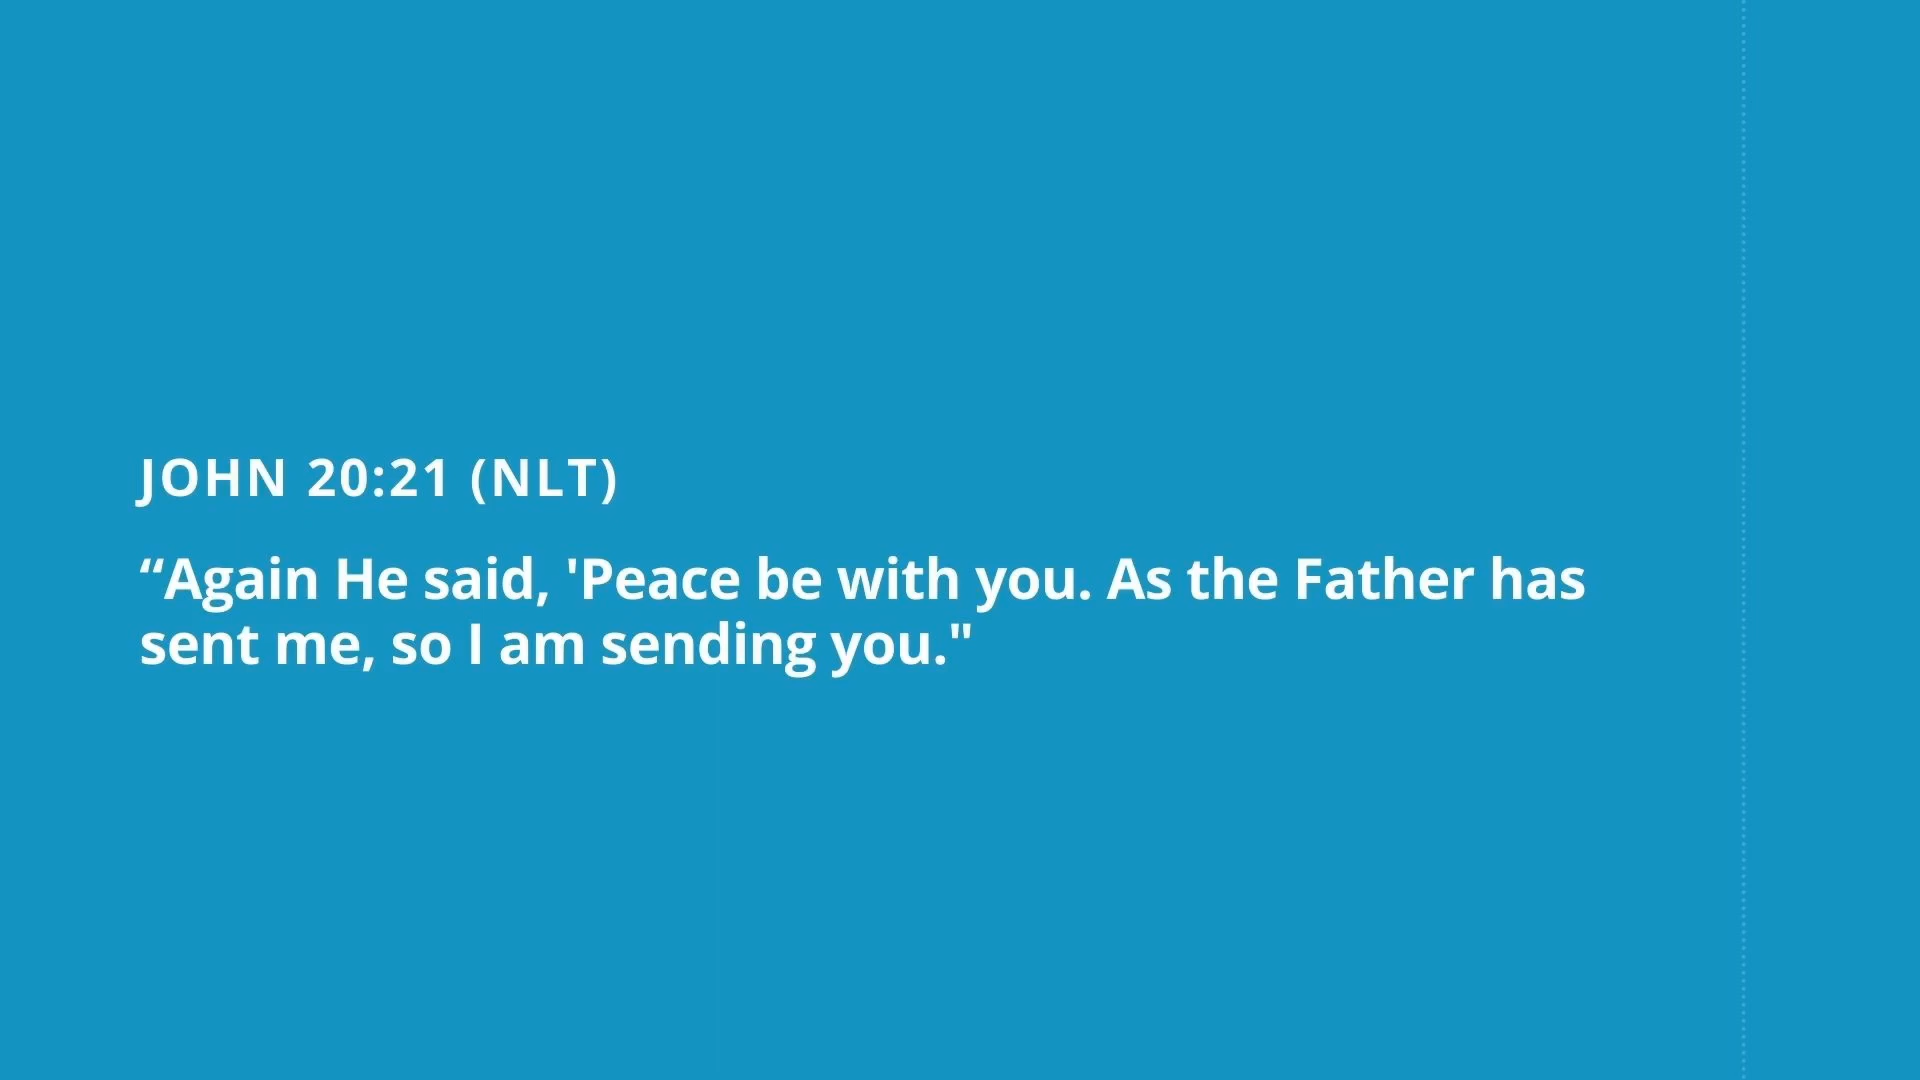 JOHN 20:21 (NLT)
“Again He said, 'Peace be with you. As the Father has
sent me, so I am sending you."